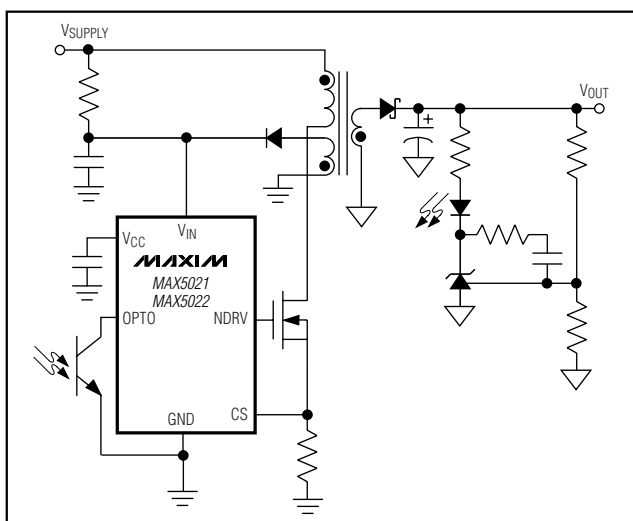 VSUPPLY
VOUT
VCC
VIN
MAXIM
MAX5021
MAX5022
OPTO
NDRV
CS
GND
+